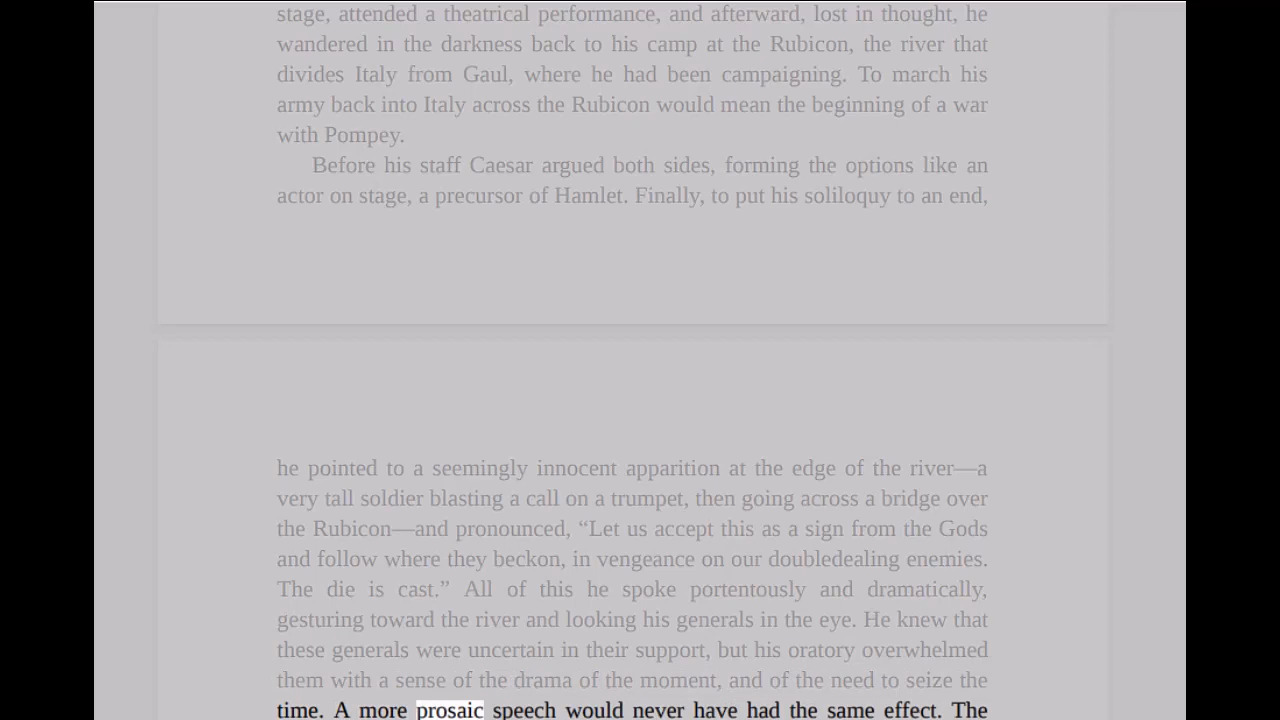 stage, attended a theatrical performance, and afterward, lost in thought, he
wandered in the darkness back to his camp at the Rubicon, the river that
divides Italy from Gaul, where he had been campaigning. To march his
army back into Italy across the Rubicon would mean the beginning of a war
with Pompey.
Before his staff Caesar argued both sides, forming the options like an
actor on stage, a precursor of Hamlet. Finally, to put his soliloquy to an end,
he pointed to a seemingly innocent apparition at the edge of the river—a
very tall soldier blasting a call on a trumpet, then going across a bridge over
the Rubicon—and pronounced, “Let us accept this as a sign from the Gods
and follow where they beckon, in vengeance on our doubledealing enemies.
The die is cast.” All of this he spoke portentously and dramatically,
gesturing toward the river and looking his generals in the eye. He knew that
these generals were uncertain in their support, but his oratory overwhelmed
them with a sense of the drama of the moment, and of the need to seize the
time. A more prosaic speech would never have had the same effect. The